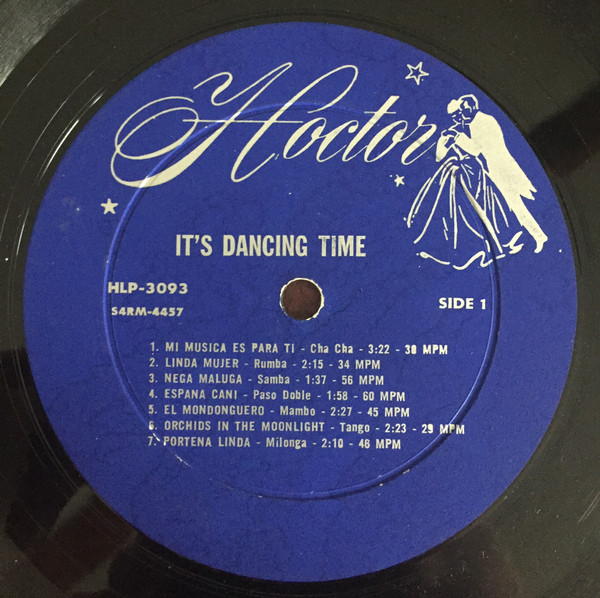 Hoctor
IT'S DANCING TIME
HLP-3093
S4RM-4457
SIDE 1
1. MI MUSICA ES PARA TI - Cha Cha - 3:22 - 30 MPM
2. LINDA MUJER - Rumba - 2:15 - 34 MPM
3. NEGA MALUGA - Samba - 1:37 - 56 MPM
4. ESPANA CANI - Paso Doble - 1:58 - 60 MPM
5. EL MONDONGUERO - Mambo - 2:27 - 45 MPM
6. ORCHIDS IN THE MOONLIGHT - Tango - 2:23 - 29 MPM
7. PORTENA LINDA - Milonga - 2:10 - 48 MPM